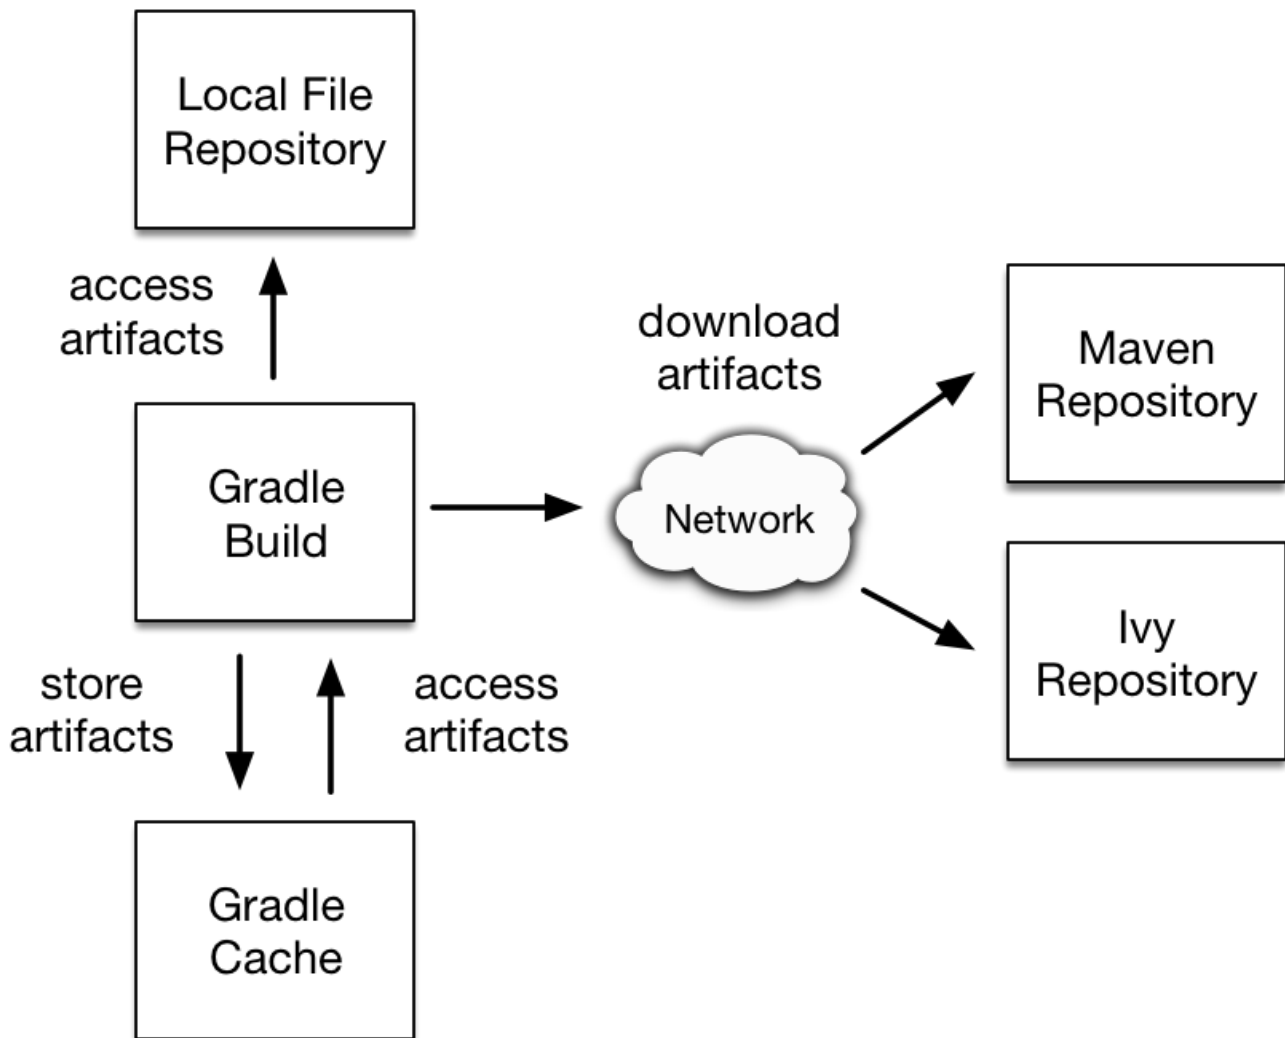 Local File
Repository
access
artifacts
download
artifacts
Maven
Repository
Gradle
Build
Network
Ivy
Repository
store
artifacts
access
artifacts
Gradle
Cache